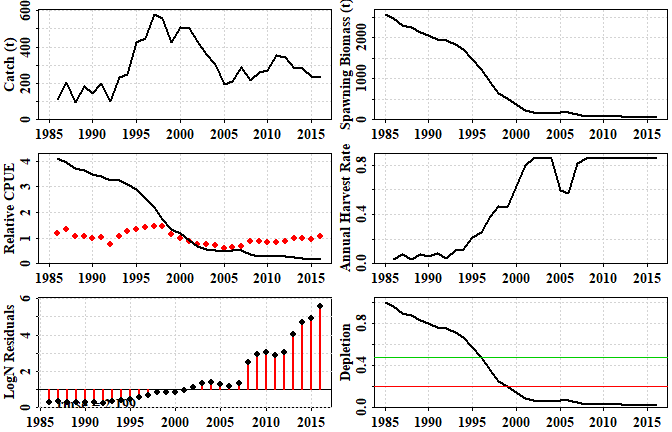 Catch (t)
0 200 400 600
1985 1990 1995 2000 2005 2010 2015
Spawning Biomass (t)
0 1000 2000
1985 1990 1995 2000 2005 2010 2015
Relative CPUE
0 1 2 3 4
1985 1990 1995 2000 2005 2010 2015
Annual Harvest Rate
0.0 0.4 0.8
1985 1990 1995 2000 2005 2010 2015
LogN Residuals
0 2 4 6
1985 1990 1995 2000 2005 2010 2015
Depletion
0.0 0.4 0.8
1985 1990 1995 2000 2005 2010 2015